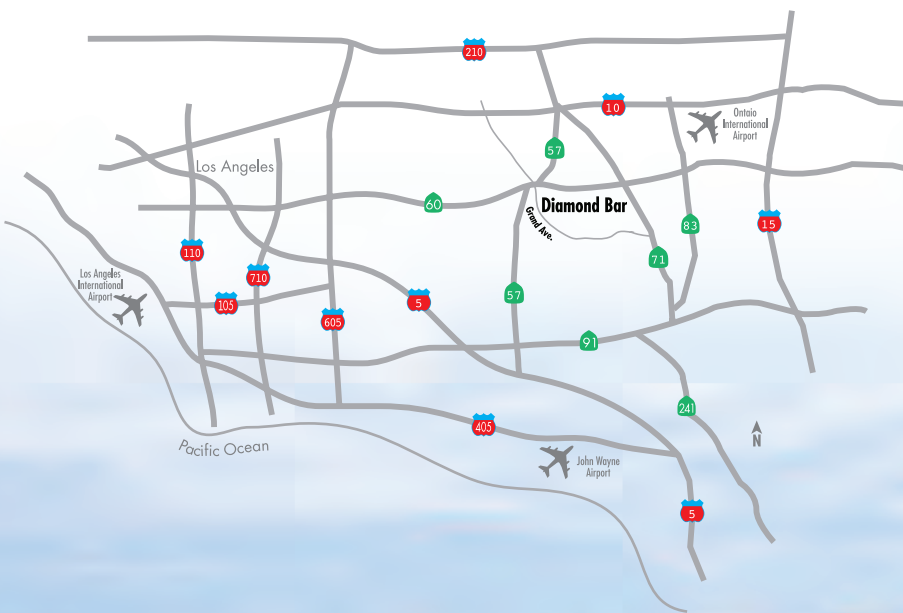 210
10
Ontaio
International
Airport
57
Los Angeles
60
Diamond Bar
Grand Ave.
83
15
110
71
Los Angeles
International
Airport
710
105
5
57
605
91
241
405
N
Pacific Ocean
John Wayne
Airport
5